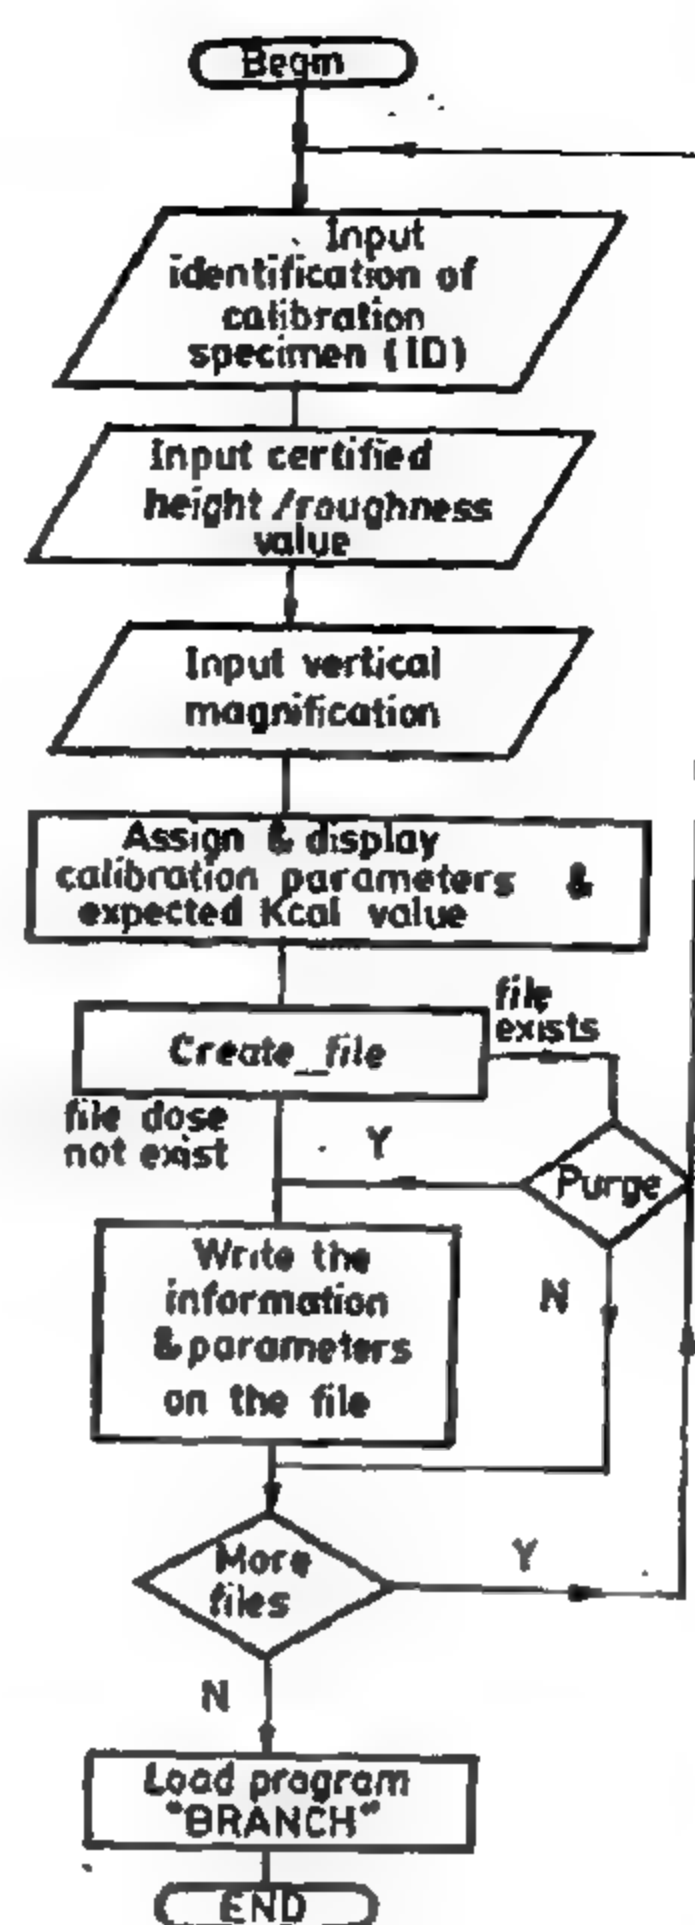 Begin
Input
identification of
calibration
specimen (ID)
Input certified
height /roughness
value
Input vertical
magnification
Assign & display
calibration parameters &
expected Kcal value
file
exists
Create_file
file dose
not exist
Y
Purge
Write the
information
& parameters
on the file
N
More
files
Y
N
Load program
"BRANCH"
END